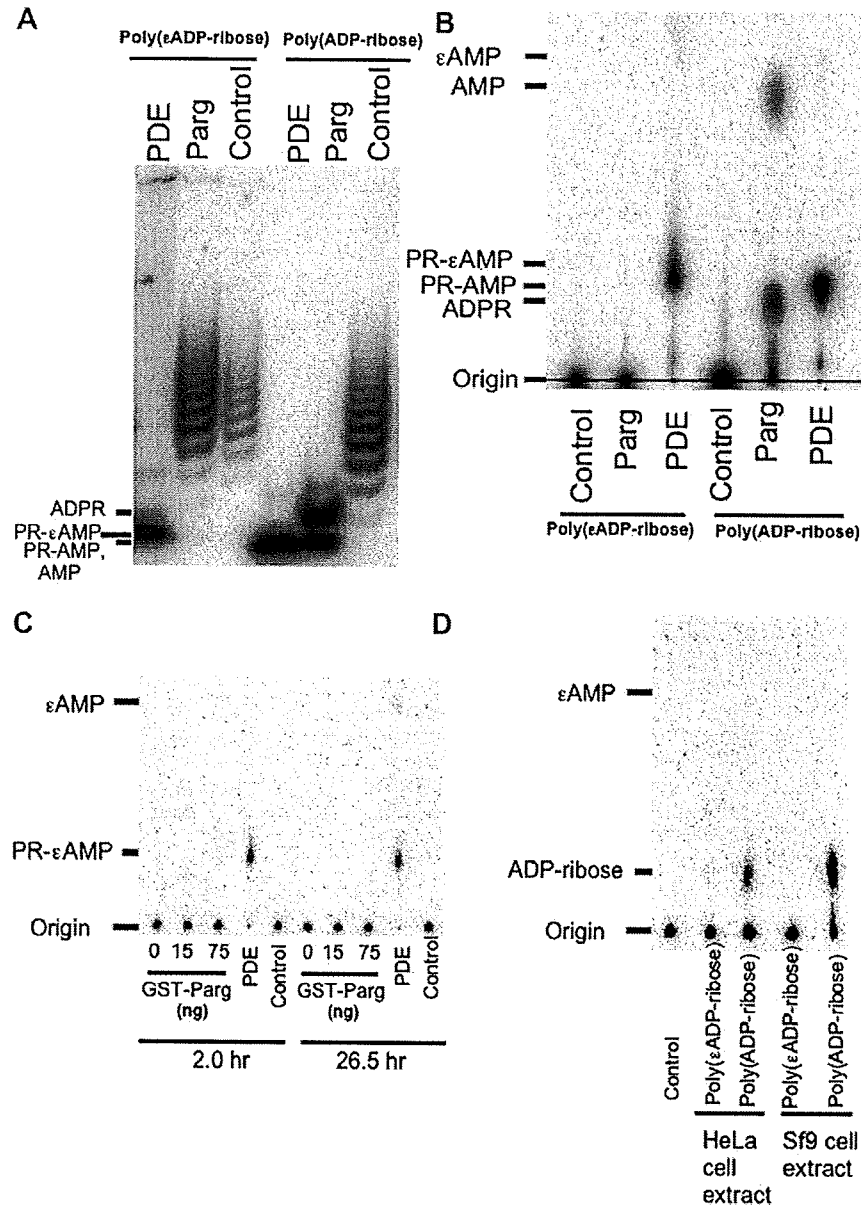 A
Poly(εADP-ribose) Poly(ADP-ribose)
PDE Parg Control PDE Parg Control
ADPR
PR-εAMP
PR-AMP,
AMP
B
εAMP
AMP
PR-εAMP
PR-AMP
ADPR
Origin
Control Parg PDE Control Parg PDE
Poly(εADP-ribose) Poly(ADP-ribose)
C
εAMP
PR-εAMP
Origin
0 15 75 PDE Control 0 15 75 PDE Control
GST-Parg GST-Parg
(ng) (ng)
2.0 hr 26.5 hr
D
εAMP
ADP-ribose
Origin
Control Poly(εADP-ribose) Poly(ADP-ribose) Poly(εADP-ribose) Poly(ADP-ribose)
HeLa Sf9 cell
cell extract
extract